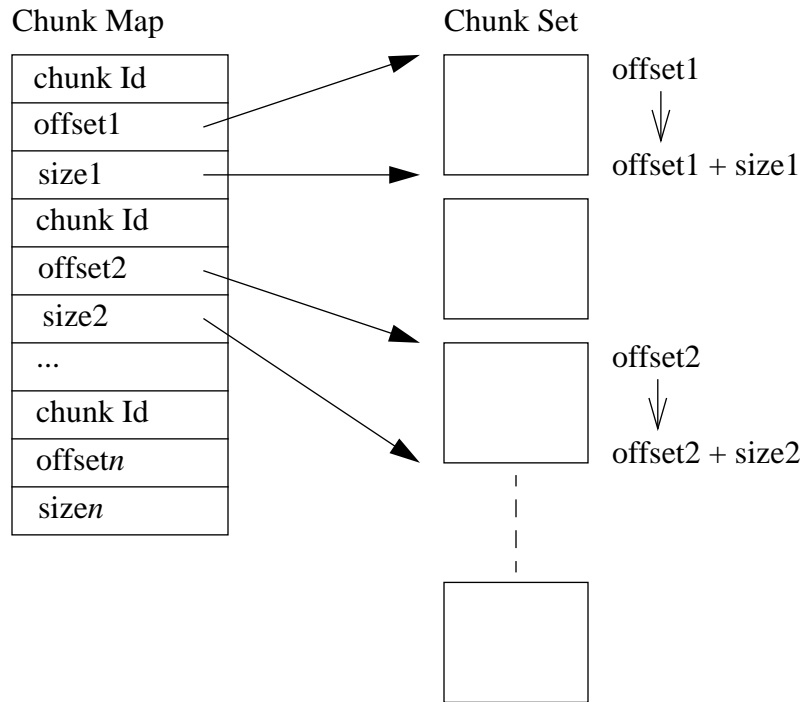 Chunk Map
chunk Id
offset1
size1
chunk Id
offset2
size2
...
chunk Id
offsetn
sizen
Chunk Set
offset1
offset1 + size1
offset2
offset2 + size2